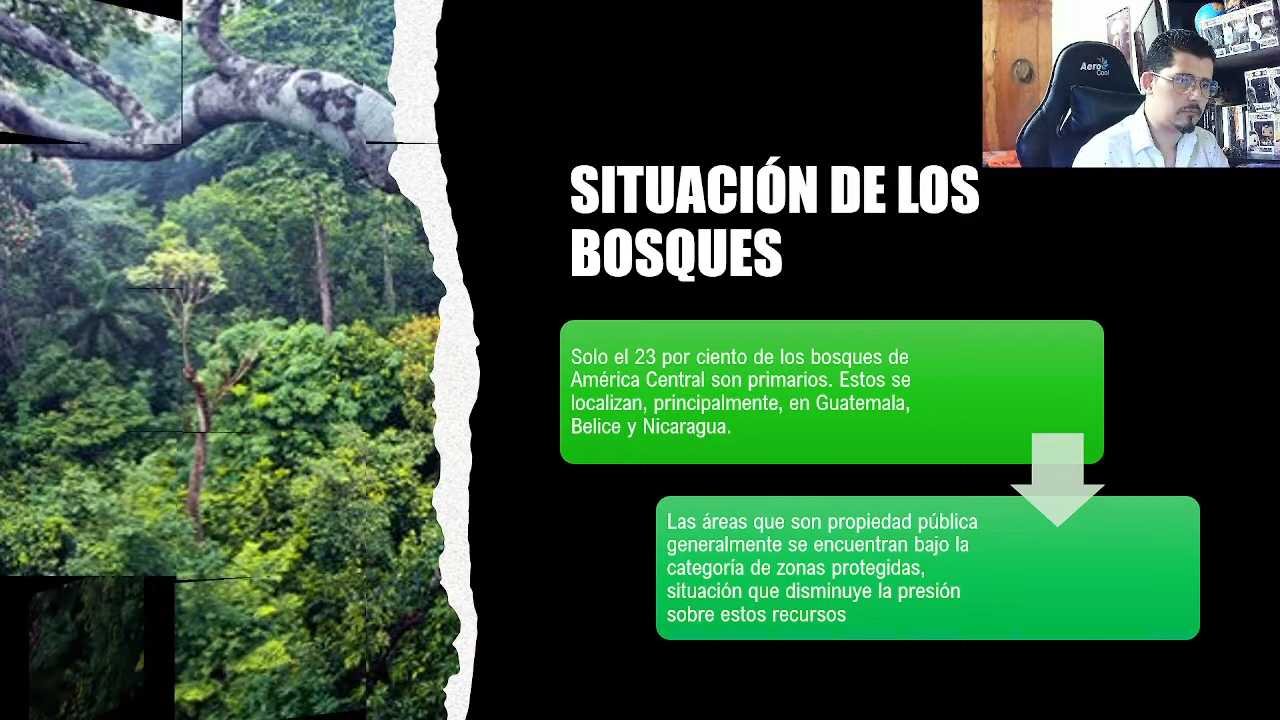 SITUACIÓN DE LOS
BOSQUES
Solo el 23 por ciento de los bosques de
América Central son primarios. Estos se
localizan, principalmente, en Guatemala,
Belice y Nicaragua.
Las áreas que son propiedad pública
generalmente se encuentran bajo la
categoría de zonas protegidas,
situación que disminuye la presión
sobre estos recursos